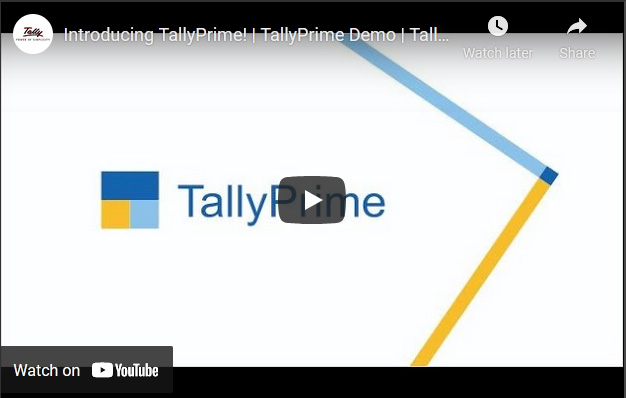 Tally
POWER OF SIMPLICITY
Introducing TallyPrime! | TallyPrime Demo | Tall...
Watch later
Share
TallyPrime
Watch on YouTube